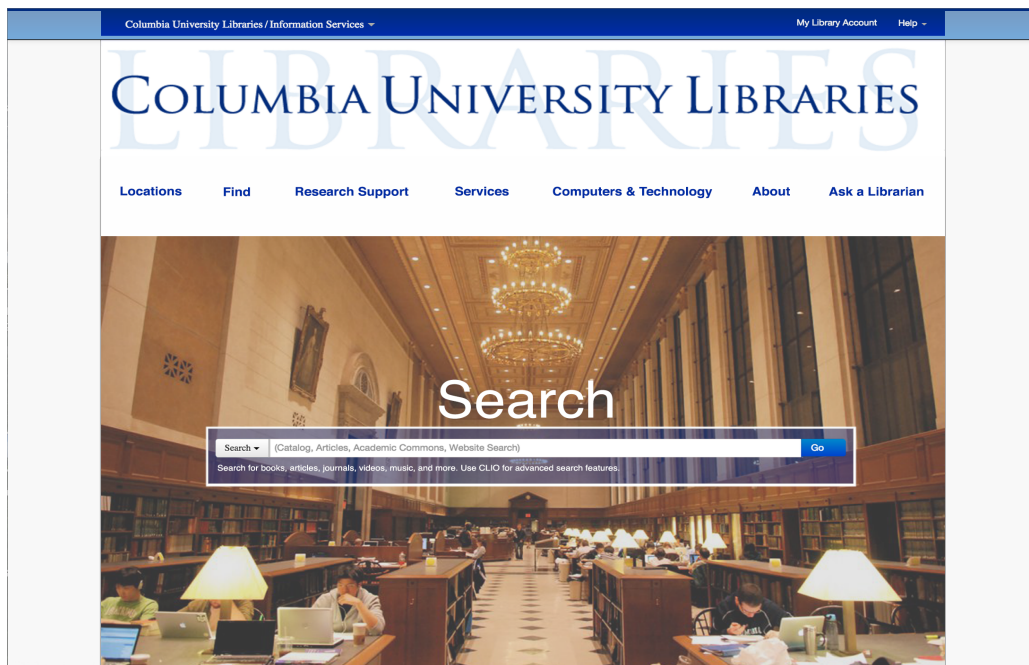 Columbia University Libraries / Information Services
My Library Account Help
LIBRARIES
COLUMBIA UNIVERSITY LIBRARIES
Locations Find Research Support Services Computers & Technology About Ask a Librarian
Search
Search (Catalog, Articles, Academic Commons, Website Search) Go
Search for books, articles, journals, videos, music, and more. Use CLIO for advanced search features.